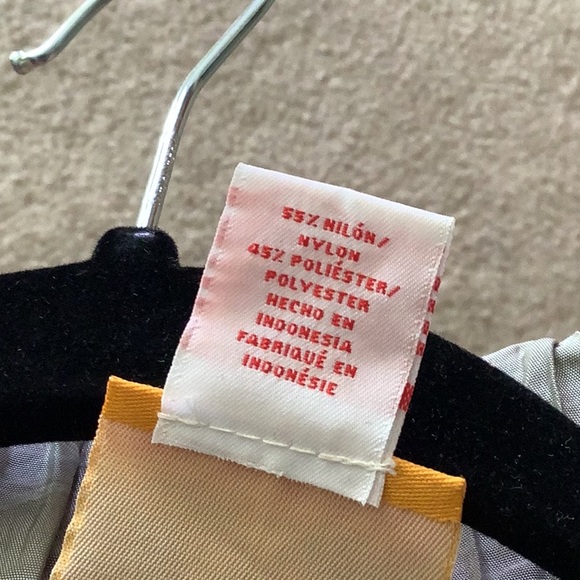 55% NILÓN/
NYLON
45% POLIÉSTER/
POLYESTER
HECHO EN
INDONESIA
FABRIQUÉ EN
INDONÉSIE